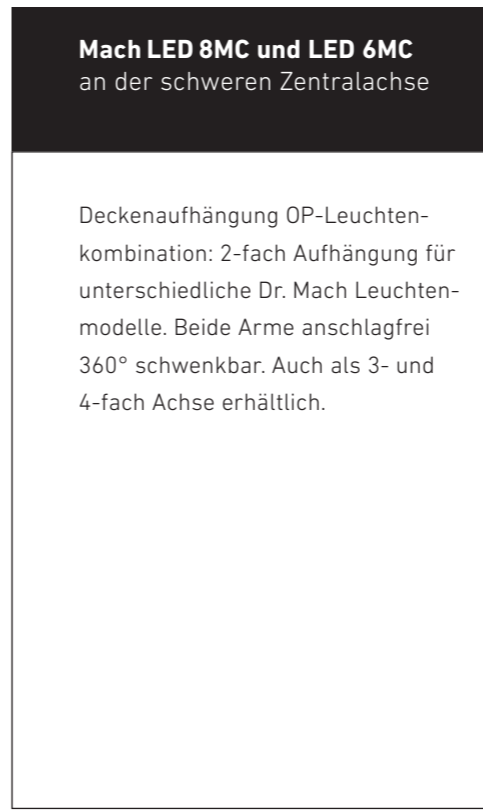 Mach LED 8MC und LED 6MC
an der schweren Zentralachse
Deckenaufhängung OP-Leuchten-
kombination: 2-fach Aufhängung für
unterschiedliche Dr. Mach Leuchten-
modelle. Beide Arme anschlagfrei
360° schwenkbar. Auch als 3- und
4-fach Achse erhältlich.